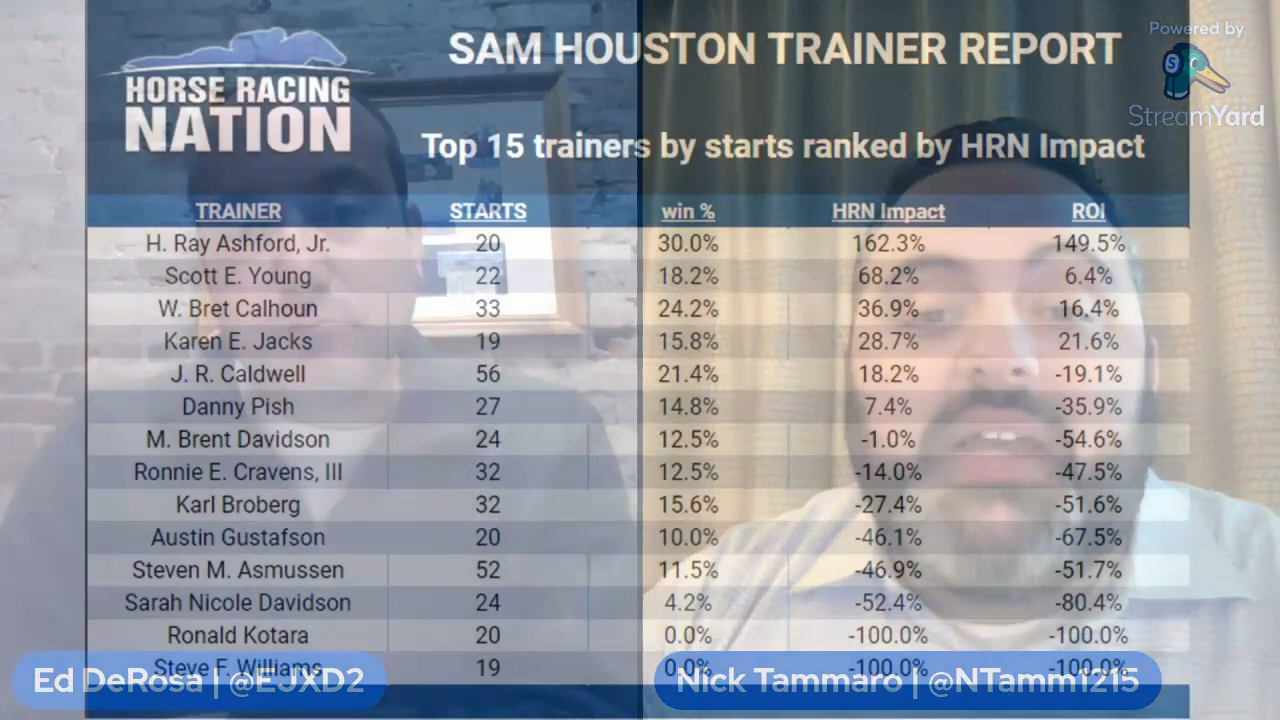 SAM HOUSTON TRAINER REPORT
Powered by
StreamYard
HORSE RACING
NATION
Top 15 trainers by starts ranked by HRN Impact
TRAINER STARTS win % HRN Impact ROI
H. Ray Ashford, Jr. 20 30.0% 162.3% 149.5%
Scott E. Young 22 18.2% 68.2% 6.4%
W. Bret Calhoun 33 24.2% 36.9% 16.4%
Karen E. Jacks 19 15.8% 28.7% 21.6%
J. R. Caldwell 56 21.4% 18.2% -19.1%
Danny Pish 27 14.8% 7.4% -35.9%
M. Brent Davidson 24 12.5% -1.0% -54.6%
Ronnie E. Cravens, III 32 12.5% -14.0% -47.5%
Karl Broberg 32 15.6% -27.4% -51.6%
Austin Gustafson 20 10.0% -46.1% -67.5%
Steven M. Asmussen 52 11.5% -46.9% -51.7%
Sarah Nicole Davidson 24 4.2% -52.4% -80.4%
Ronald Kotara 20 0.0% -100.0% -100.0%
Steve F. Williams 19 0.0% -100.0% -100.0%
Ed DeRosa | @EJXD2 Nick Tammaro | @NTamm1215